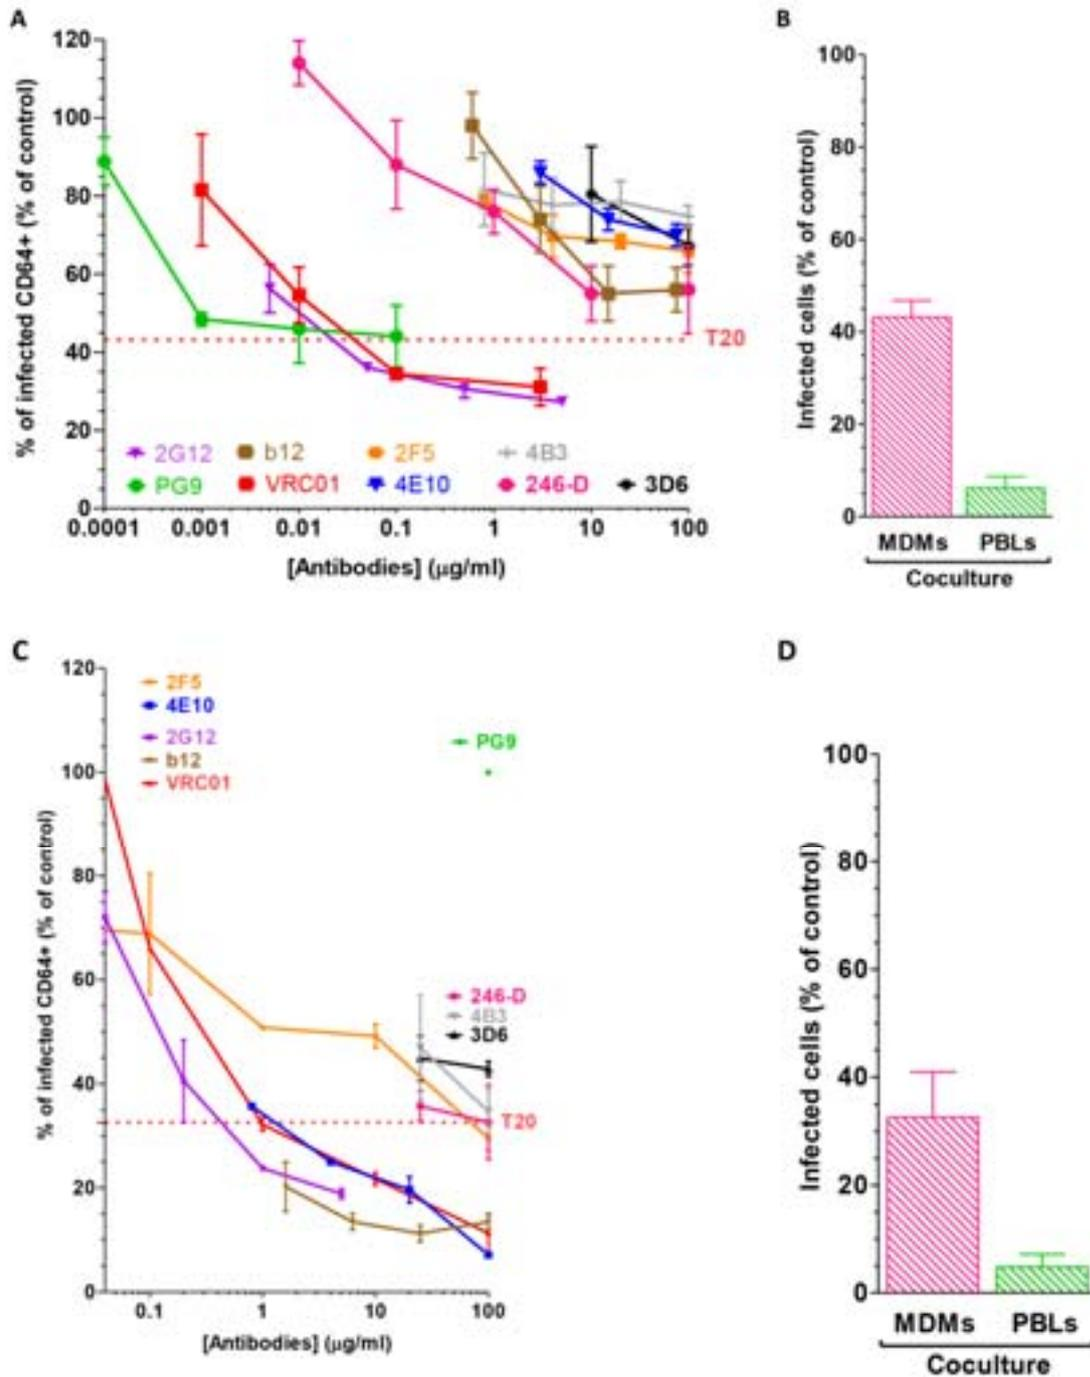 A
% of infected CD64+ (% of control)
120
100
80
60
40
20
0
T20
2G12 b12 2F5 4B3
PG9 VRC01 4E10 246-D 3D6
0.0001 0.001 0.01 0.1 1 10 100
[Antibodies] (μg/ml)
B
Infected cells (% of control)
100
80
60
40
20
0
MDMs PBLs
Coculture
C
% of infected CD64+ (% of control)
120
100
80
60
40
20
0
2F5
4E10
2G12
b12
VRC01
PG9
246-D
4B3
3D6
T20
0.1 1 10 100
[Antibodies] (μg/ml)
D
Infected cells (% of control)
100
80
60
40
20
0
MDMs PBLs
Coculture